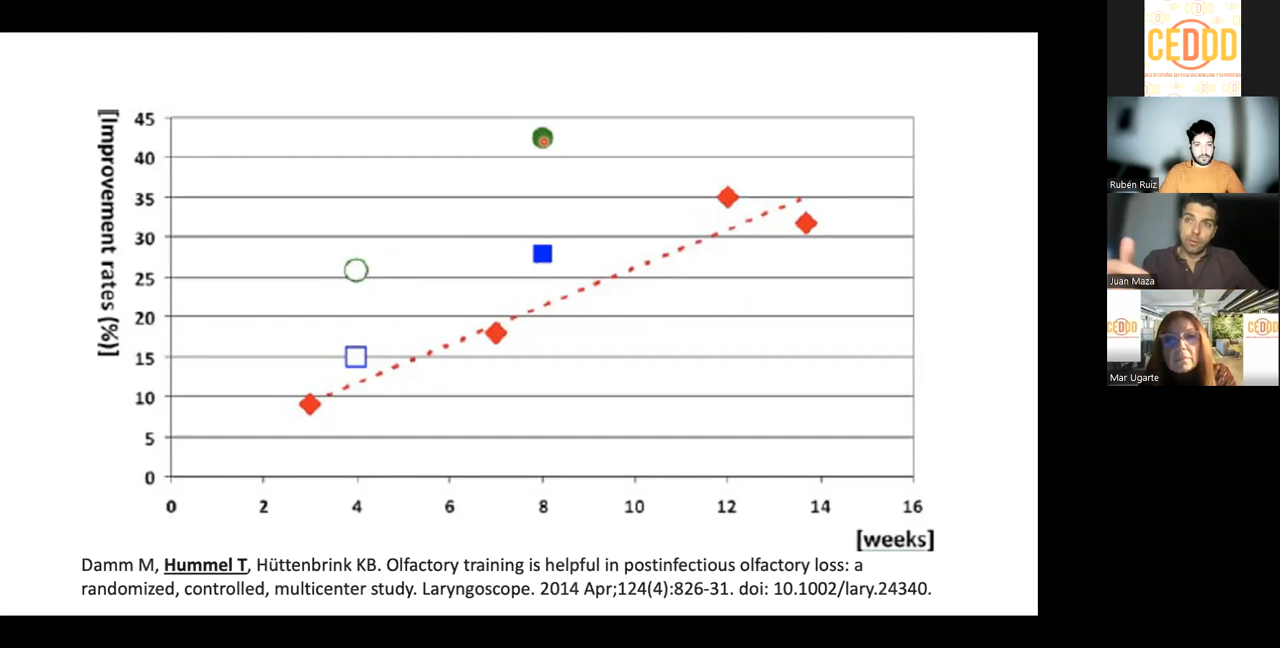 [Improvement rates (%)]
45
40
35
30
25
20
15
10
5
0
0 2 4 6 8 10 12 14 16
[weeks]
Damm M, Hummel T, Hüttenbrink KB. Olfactory training is helpful in postinfectious olfactory loss: a
randomized, controlled, multicenter study. Laryngoscope. 2014 Apr;124(4):826-31. doi: 10.1002/lary.24340.
CEDDD
Rubén Ruiz
Juan Maza
CEDDD
CEDDD
Mar Ugarte